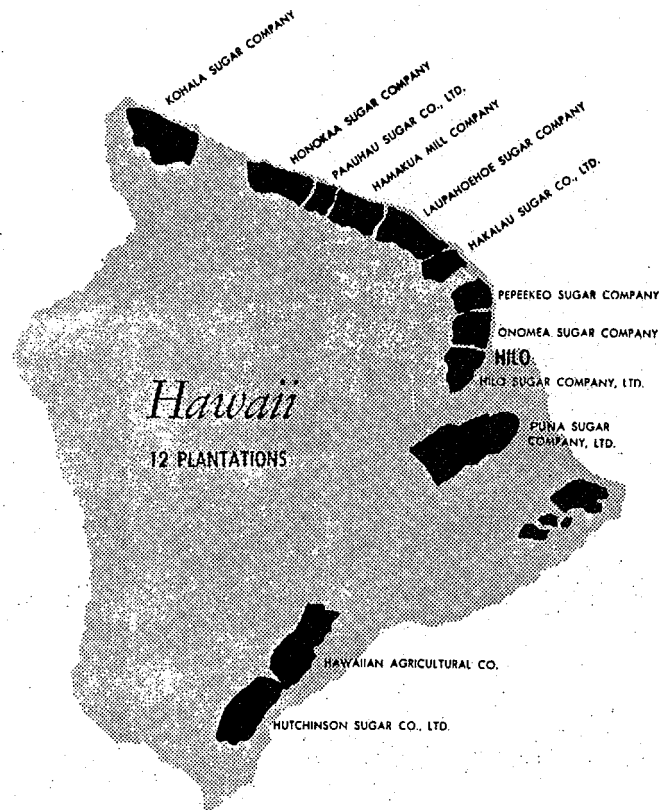 KOHALA SUGAR COMPANY
HONOKAA SUGAR COMPANY
PAAUHAU SUGAR CO., LTD.
HAMAKUA MILL COMPANY
LAUPAHOEHOE SUGAR COMPANY
HAKALAU SUGAR CO., LTD.
PEPEEKEO SUGAR COMPANY
ONOMEA SUGAR COMPANY
HILO
HILO SUGAR COMPANY, LTD.
Hawaii
12 PLANTATIONS
PUNA SUGAR
COMPANY, LTD.
HAWAIIAN AGRICULTURAL CO.
HUTCHINSON SUGAR CO., LTD.